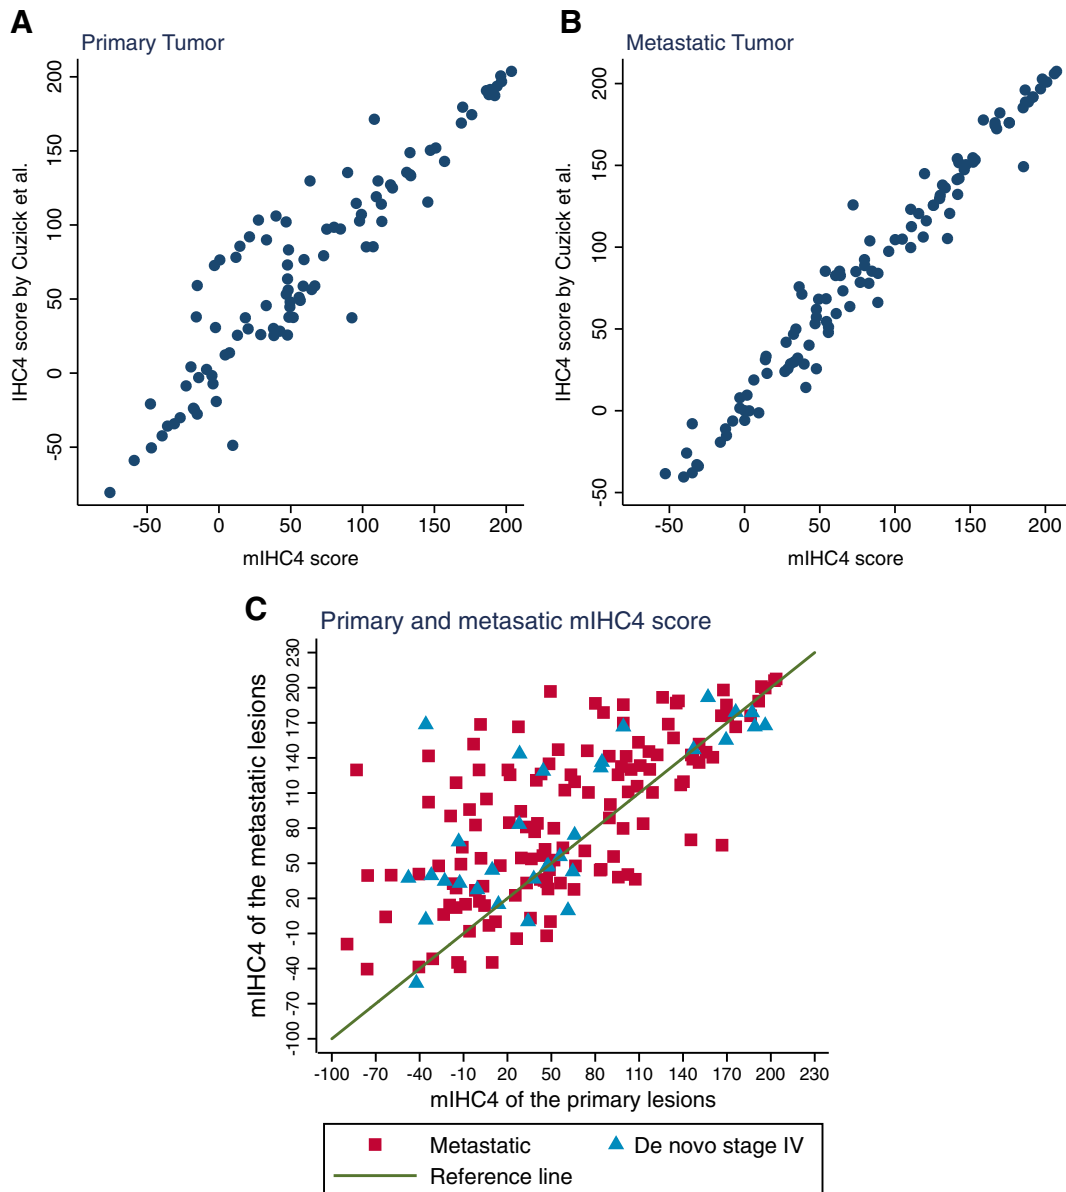 A
Primary Tumor
IHC4 score by Cuzick et al.
200
150
100
50
0
-50
-50 0 50 100 150 200
mIHC4 score
B
Metastatic Tumor
IHC4 score by Cuzick et al.
200
150
100
50
0
-50
-50 0 50 100 150 200
mIHC4 score
C
Primary and metasatic mIHC4 score
mIHC4 of the metastatic lesions
230
200
170
140
110
80
50
20
-10
-40
-70
-100
-100 -70 -40 -10 20 50 80 110 140 170 200 230
mIHC4 of the primary lesions
Metastatic De novo stage IV
Reference line